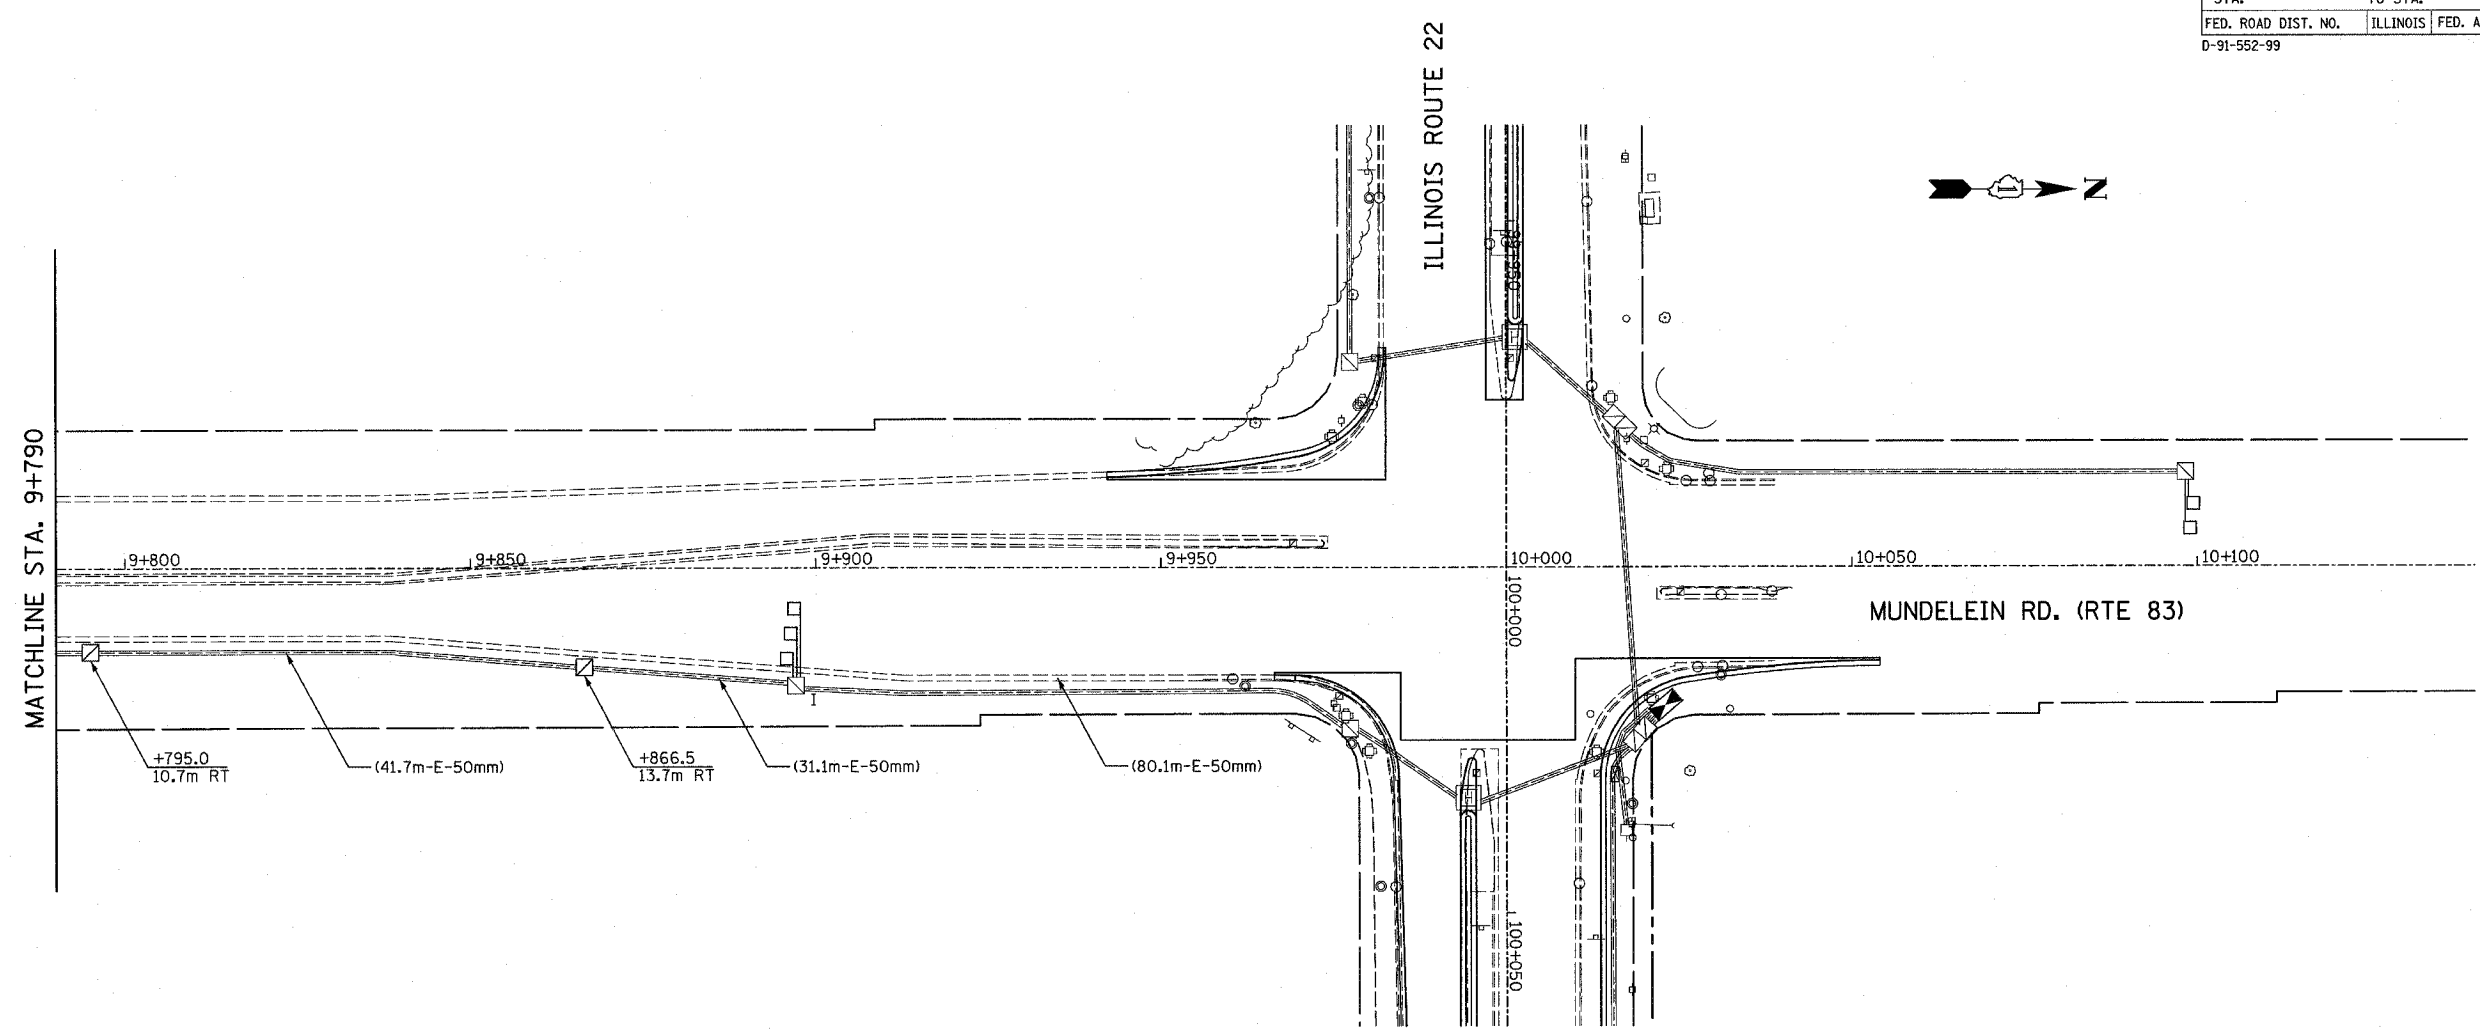 FED. ROAD DIST. NO. ILLINOIS FED. A
D-91-552-99
ILLINOIS ROUTE 22
N
99+950
MATCHLINE STA. 9+790
9+800
9+850
9+900
9+950
10+000
10+050
10+100
100+000
MUNDELEIN RD. (RTE 83)
I
H
H
+795.0
10.7m RT
(41.7m-E-50mm)
+866.5
13.7m RT
(31.1m-E-50mm)
(80.1m-E-50mm)
100+050